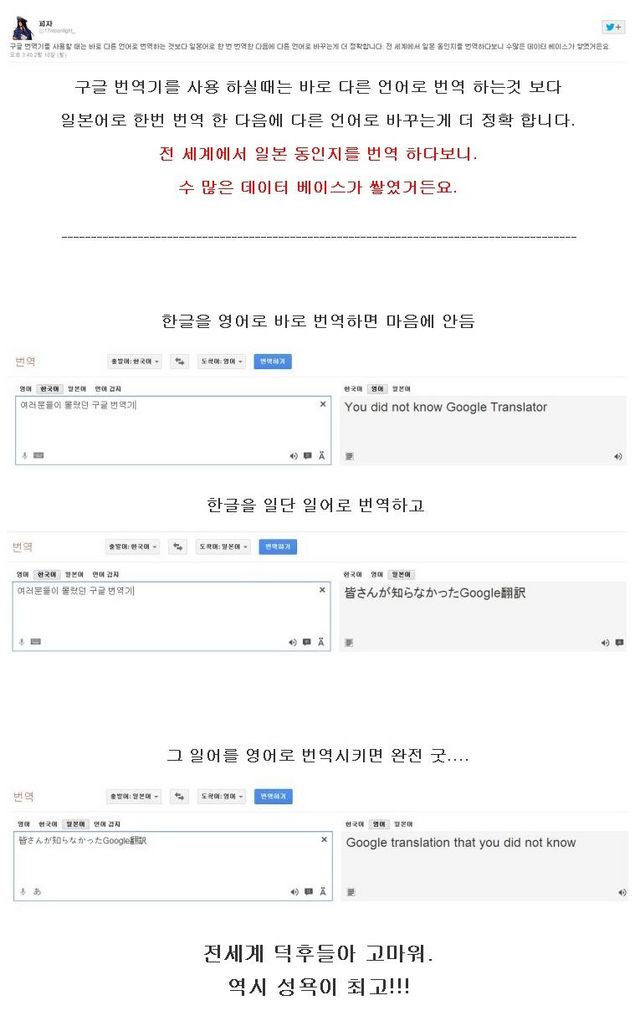 피자
@17moonlight_
구글 번역기를 사용할 때는 바로 다른 언어로 번역하는 것보다 일본어로 한 번 번역한 다음에 다른 언어로 바꾸는게 더 정확합니다. 전 세계에서 일본 동인지를 번역하다보니 수많은 데이터 베이스가 쌓였거든요.
오후 3:40 2월 18일 (월)
구글 번역기를 사용 하실때는 바로 다른 언어로 번역 하는것 보다
일본어로 한번 번역 한 다음에 다른 언어로 바꾸는게 더 정확 합니다.
전 세계에서 일본 동인지를 번역 하다보니.
수 많은 데이터 베이스가 쌓였거든요.
한글을 영어로 바로 번역하면 마음에 안듬
번역 출발어: 한국어 도착어: 영어 번역하기
영어 한국어 일본어 언어 감지 한국어 영어 일본어
여러분들이 몰랐던 구글 번역기 You did not know Google Translator
한글을 일단 일어로 번역하고
번역 출발어: 한국어 도착어: 일본어 번역하기
영어 한국어 일본어 언어 감지 한국어 영어 일본어
여러분들이 몰랐던 구글 번역기 皆さんが知らなかったGoogle翻訳
그 일어를 영어로 번역시키면 완전 굿....
번역 출발어: 일본어 도착어: 영어 번역하기
영어 한국어 일본어 언어 감지 한국어 영어 일본어
皆さんが知らなかったGoogle翻訳 Google translation that you did not know
あ
전세계 덕후들아 고마워.
역시 성욕이 최고!!!